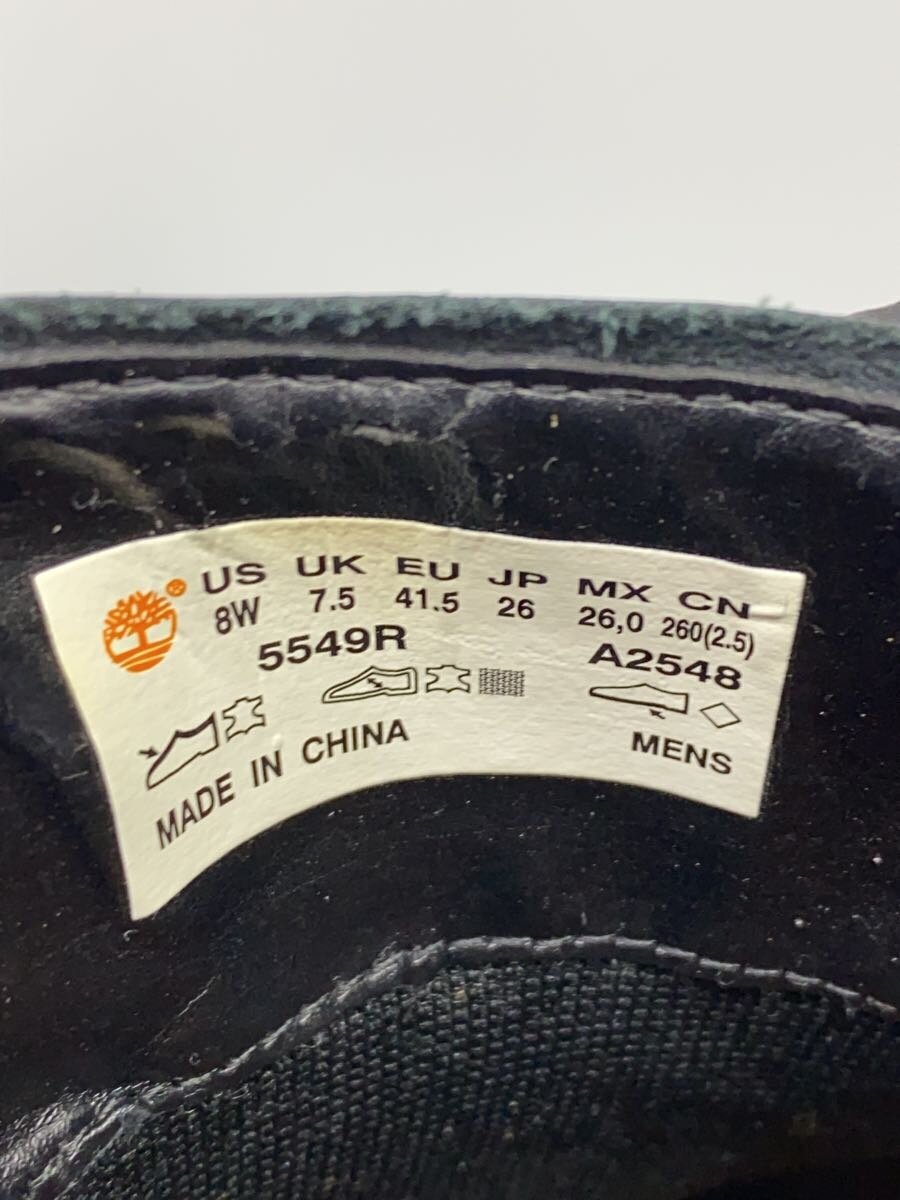 ® US UK EU JP MX CN
8W 7.5 41.5 26 26,0 260(2.5)
5549R A2548
MADE IN CHINA MENS